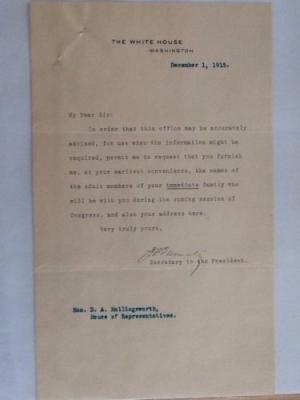 THE WHITE HOUSE
WASHINGTON
December 1, 1915.
My Dear Sir:
In order that this office may be accurately
advised, for use when the information might be
required, permit me to request that you furnish
me, at your earliest convenience, the names of
the adult members of your immediate family who
will be with you during the coming session of
Congress, and also your address here.
Very truly yours,
Secretary to the President.
Hon. D. A. Hollingsworth,
House of Representatives.